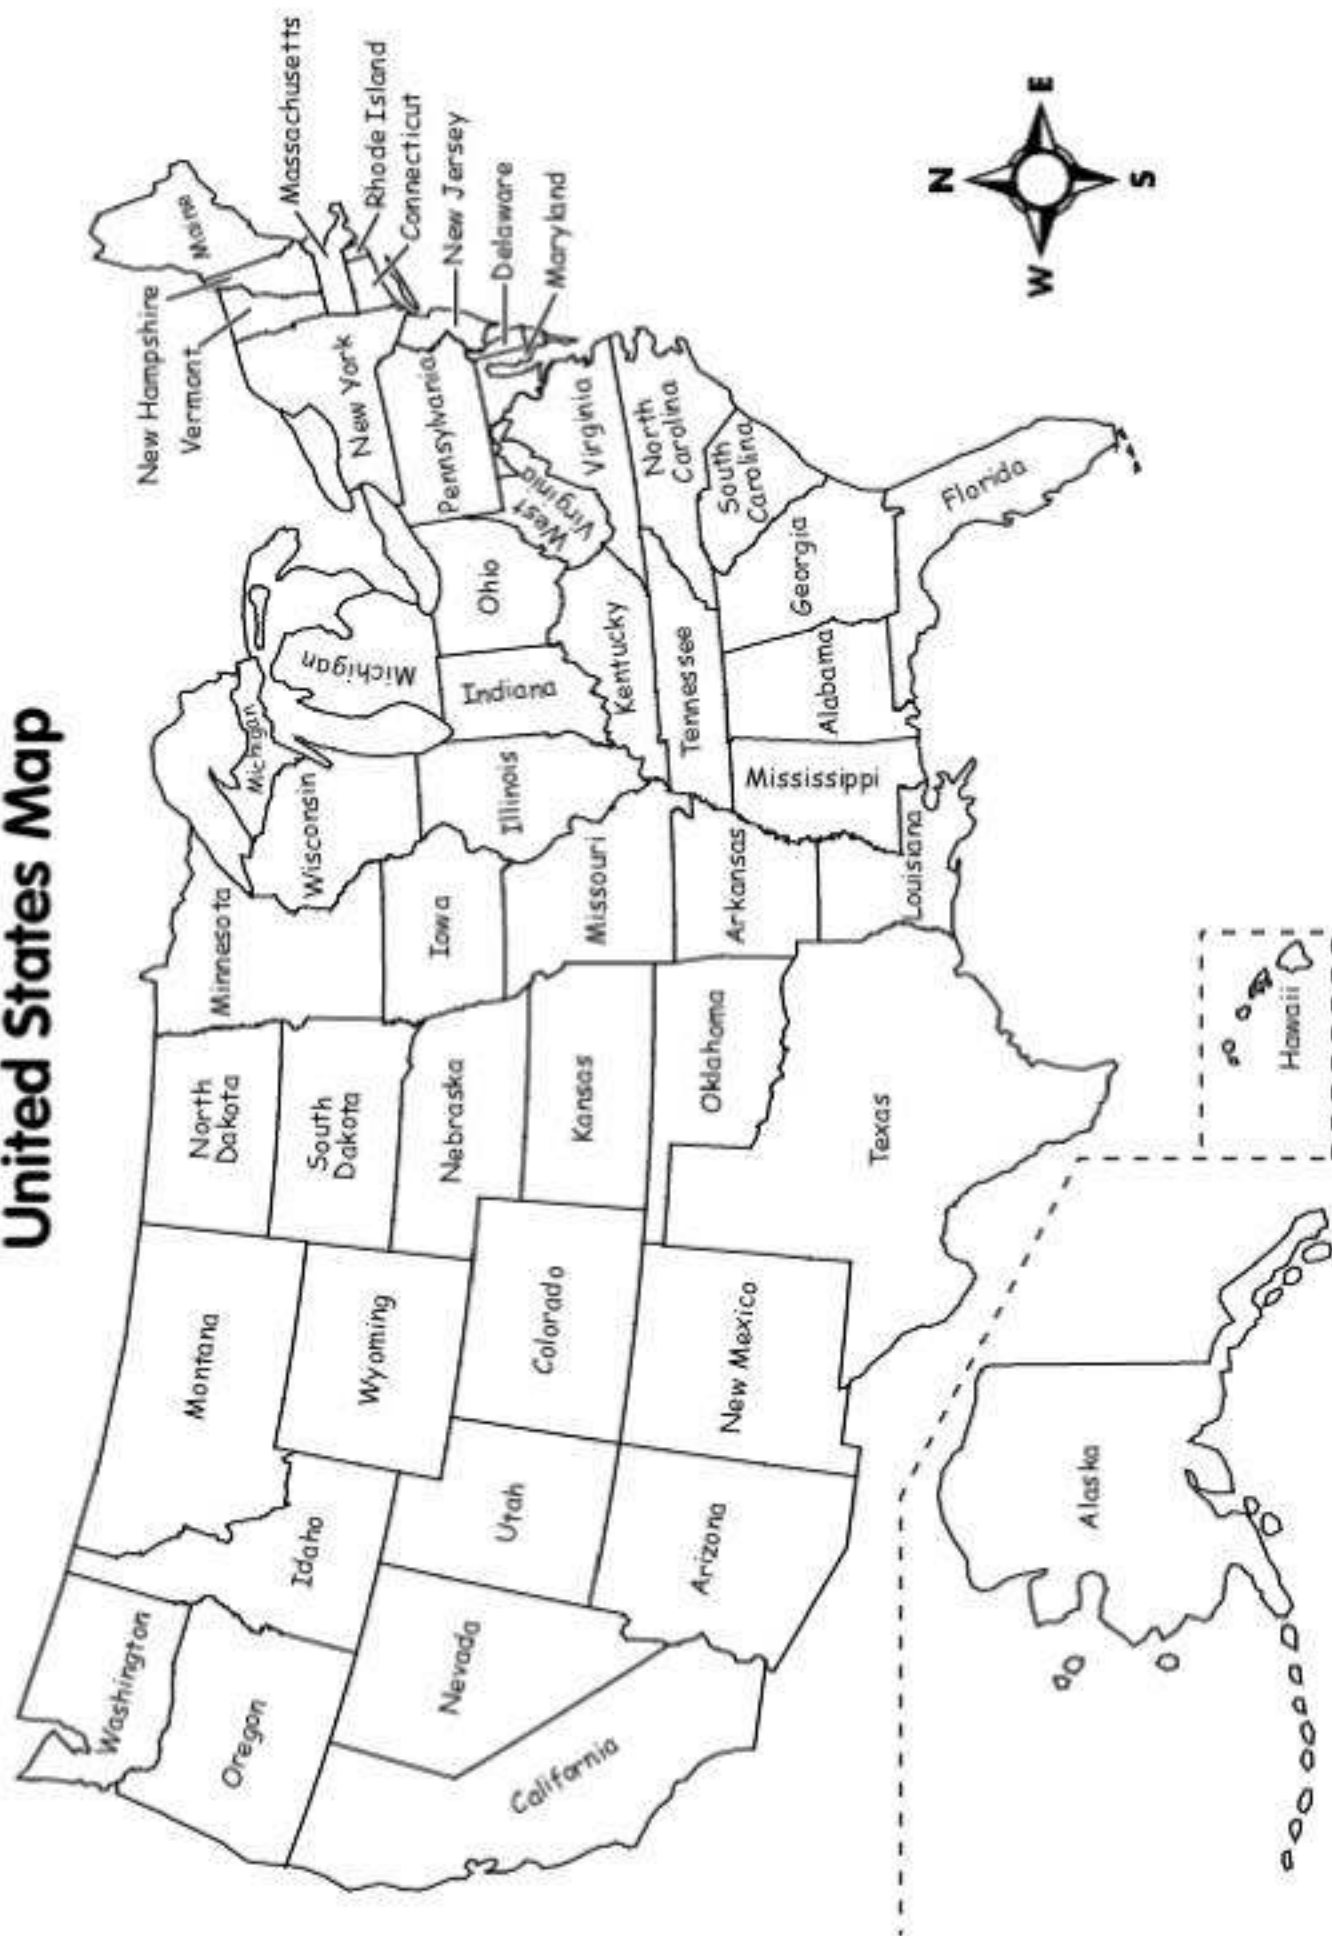 United States Map
Washington
Oregon
California
Nevada
Idaho
Montana
Wyoming
Utah
Arizona
Colorado
New Mexico
North
Dakota
South
Dakota
Nebraska
Kansas
Oklahoma
Texas
Minnesota
Iowa
Missouri
Arkansas
Louisiana
Wisconsin
Illinois
Michigan
Michigan
Indiana
Ohio
Kentucky
Tennessee
Mississippi
Alabama
Georgia
Florida
South
Carolina
North
Carolina
Virginia
West
Virginia
Pennsylvania
New York
Vermont
New Hampshire
Maine
Massachusetts
Rhode Island
Connecticut
New Jersey
Delaware
Maryland
Alaska
Hawaii
N
W
E
S